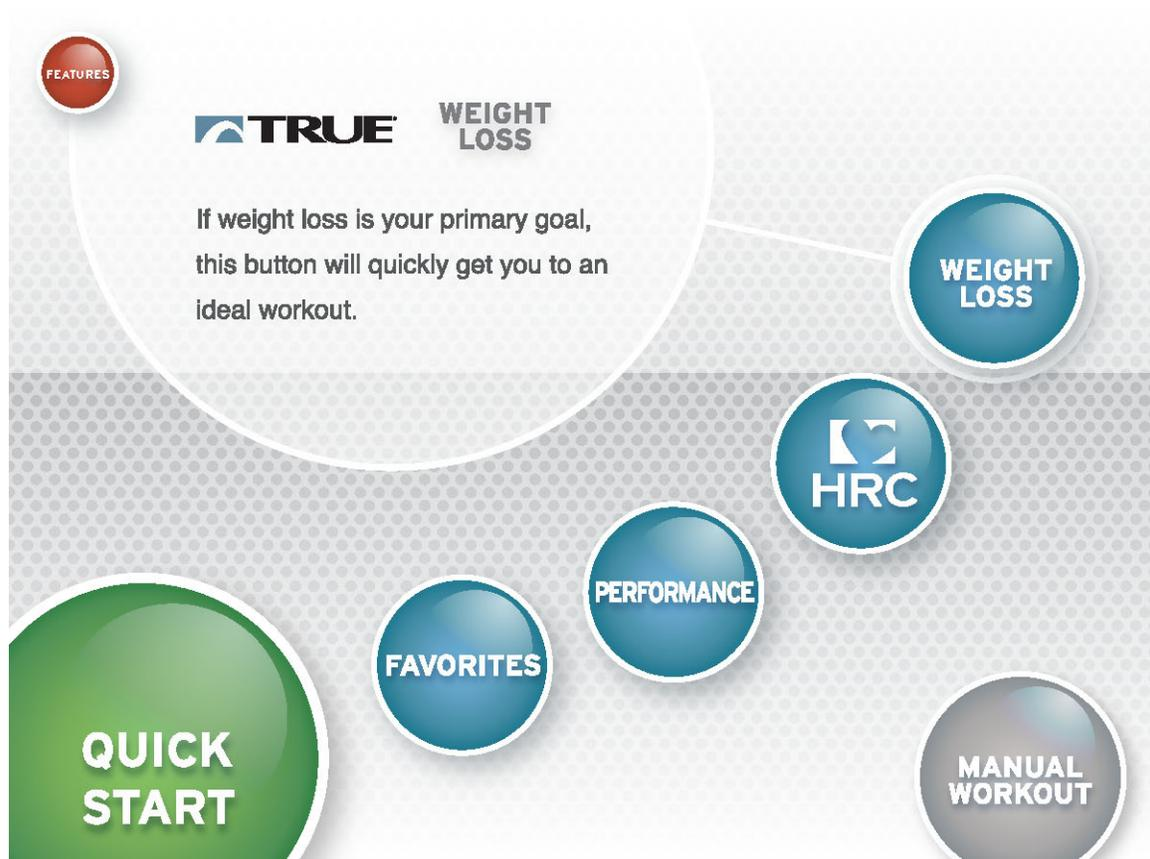 FEATURES
TRUE
WEIGHT
LOSS
If weight loss is your primary goal,
this button will quickly get you to an
ideal workout.
WEIGHT
LOSS
HRC
PERFORMANCE
FAVORITES
QUICK
START
MANUAL
WORKOUT